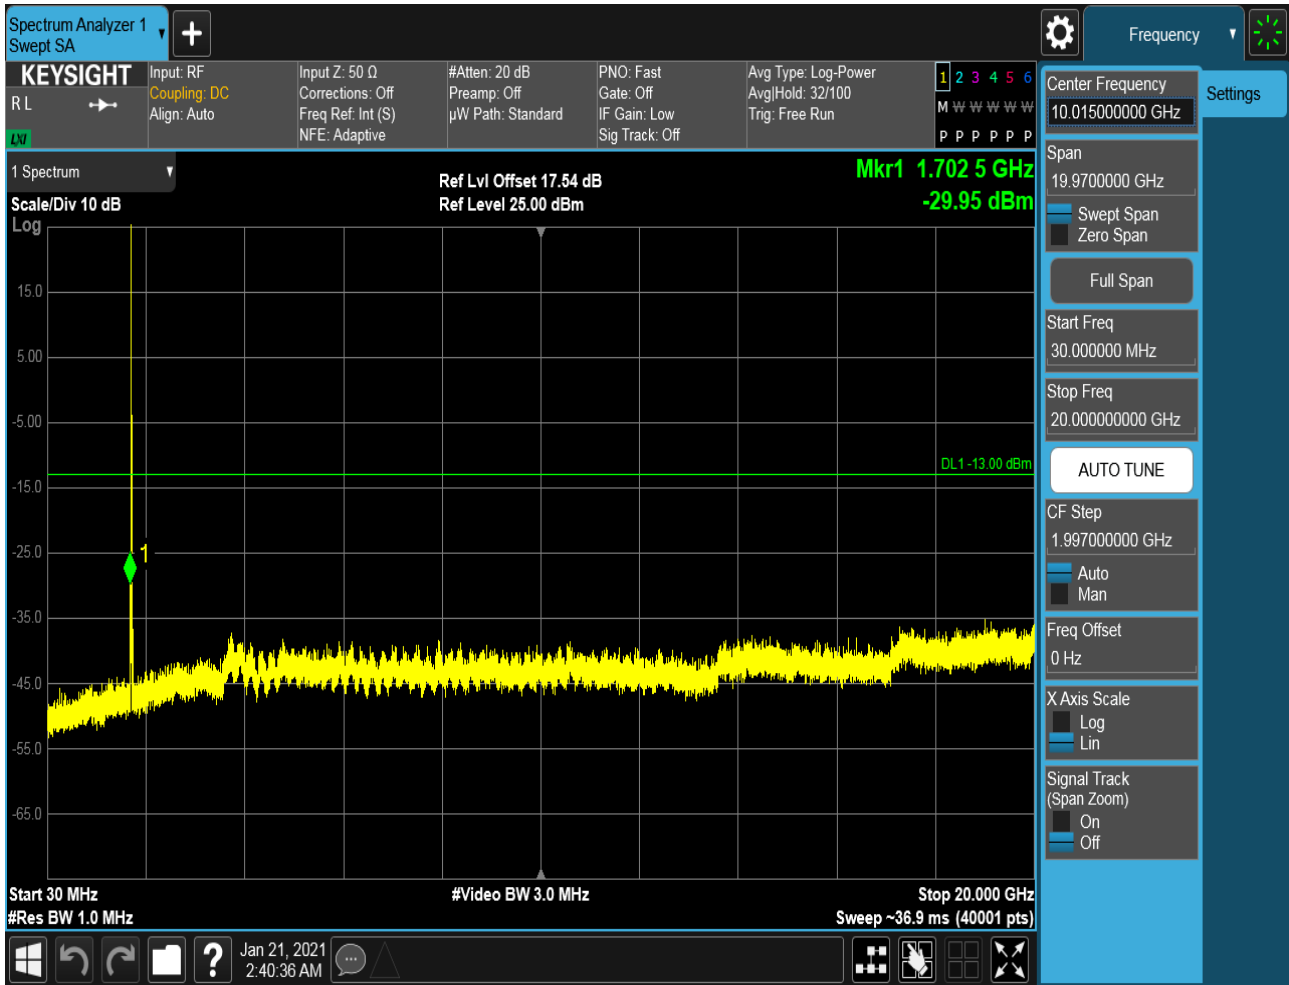 Spectrum Analyzer 1
Swept SA
Frequency
KEYSIGHT
R L
LXI
Input: RF
Coupling: DC
Align: Auto
Input Z: 50 Ω
Corrections: Off
Freq Ref: Int (S)
NFE: Adaptive
#Atten: 20 dB
Preamp: Off
µW Path: Standard
PNO: Fast
Gate: Off
IF Gain: Low
Sig Track: Off
Avg Type: Log-Power
Avg|Hold: 32/100
Trig: Free Run
1 2 3 4 5 6
M W W W W W
P P P P P P
1 Spectrum
Scale/Div 10 dB
Log
Ref Lvl Offset 17.54 dB
Ref Level 25.00 dBm
Mkr1 1.702 5 GHz
-29.95 dBm
15.0
5.00
-5.00
DL1 -13.00 dBm
-15.0
-25.0
1
-35.0
-45.0
-55.0
-65.0
Start 30 MHz
#Res BW 1.0 MHz
#Video BW 3.0 MHz
Stop 20.000 GHz
Sweep ~36.9 ms (40001 pts)
Jan 21, 2021
2:40:36 AM
Center Frequency
10.015000000 GHz
Settings
Span
19.9700000 GHz
Swept Span
Zero Span
Full Span
Start Freq
30.000000 MHz
Stop Freq
20.000000000 GHz
AUTO TUNE
CF Step
1.997000000 GHz
Auto
Man
Freq Offset
0 Hz
X Axis Scale
Log
Lin
Signal Track
(Span Zoom)
On
Off